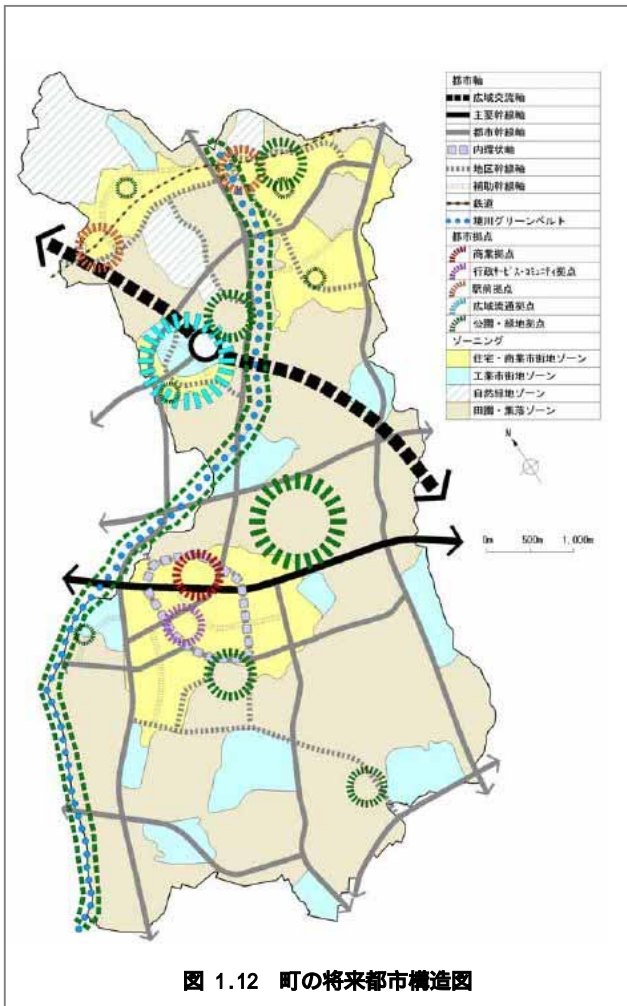 都市軸
広域交流軸
主要幹線軸
都市幹線軸
内環状軸
地区幹線軸
補助幹線軸
鉄道
境川グリーンベルト
都市拠点
商業拠点
行政サービス・コミュニティ拠点
駅前拠点
広域流通拠点
公園・緑地拠点
ゾーニング
住宅・商業市街地ゾーン
工業市街地ゾーン
自然緑地ゾーン
田園・集落ゾーン
N
0m 500m 1,000m
図 1.12 町の将来都市構造図